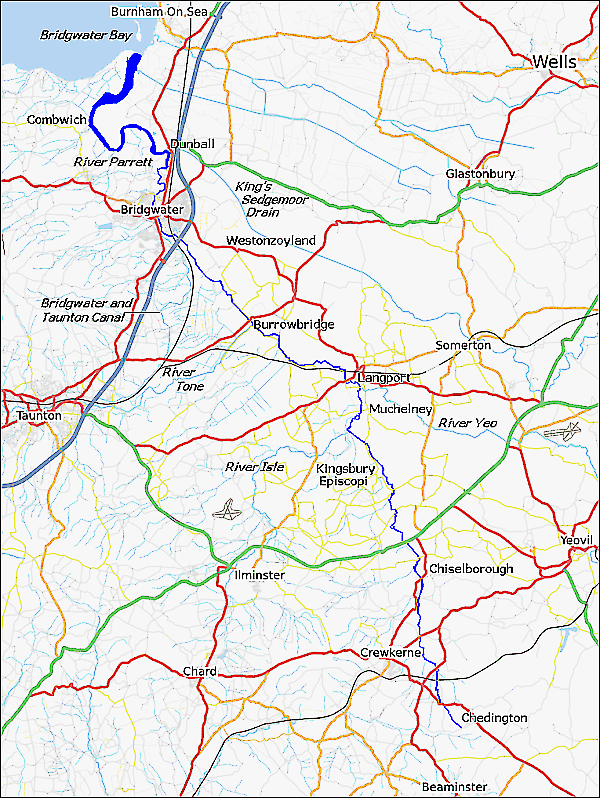 Burnham On Sea
Bridgwater Bay
Wells
Combwich
Dunball
River Parrett
Glastonbury
King's
Sedgemoor
Drain
Bridgwater
Westonzoyland
Bridgwater and
Taunton Canal
Burrowbridge
Somerton
River
Tone
Langport
Muchelney
Taunton
River Yeo
River Isle
Kingsbury
Episcopi
Yeovil
Ilminster
Chiselborough
Crewkerne
Chard
Chedington
Beaminster